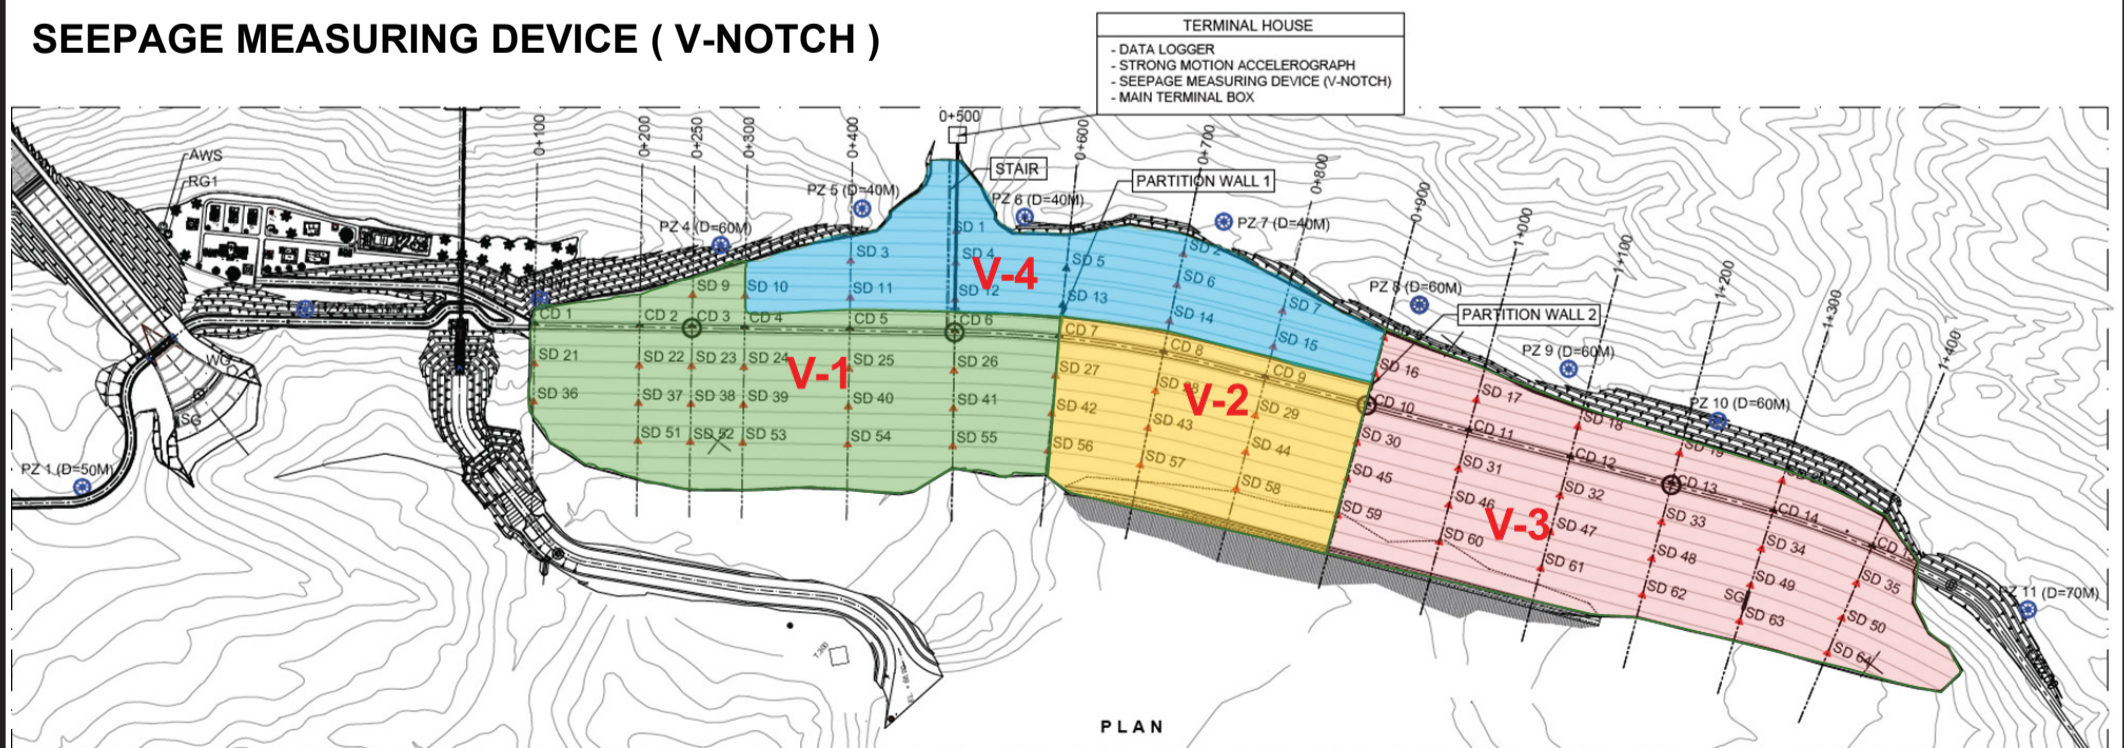 SEEPAGE MEASURING DEVICE ( V-NOTCH )
TERMINAL HOUSE
- DATA LOGGER
- STRONG MOTION ACCELEROGRAPH
- SEEPAGE MEASURING DEVICE (V-NOTCH)
- MAIN TERMINAL BOX
0+100
0+200
0+250
0+300
0+400
0+500
0+600
0+700
0+800
0+900
1+000
1+100
1+200
1+300
1+400
AWS
RG1
STAIR
PARTITION WALL 1
PARTITION WALL 2
PZ 5 (D=40M)
PZ 6 (D=40M)
PZ 4 (D=60M)
PZ 7 (D=40M)
PZ 8 (D=60M)
PZ 9 (D=60M)
PZ 10 (D=60M)
PZ 11 (D=70M)
PZ 1 (D=50M)
WG
SG
SD 1
SD 2
SD 3
SD 4
SD 5
SD 6
SD 7
SD 9
SD 10
SD 11
SD 12
SD 13
SD 14
SD 15
V-4
CD 1
CD 2
CD 3
CD 4
CD 5
CD 6
CD 7
CD 8
CD 9
CD 10
CD 11
CD 12
CD 13
CD 14
SD 16
SD 17
SD 18
SD 19
SD 21
SD 22
SD 23
SD 24
SD 25
SD 26
SD 27
SD 29
SD 30
SD 31
SD 32
SD 33
SD 34
SD 35
V-1
V-2
V-3
SD 36
SD 37
SD 38
SD 39
SD 40
SD 41
SD 42
SD 43
SD 44
SD 45
SD 46
SD 47
SD 48
SD 49
SD 50
SD 51
SD 52
SD 53
SD 54
SD 55
SD 56
SD 57
SD 58
SD 59
SD 60
SD 61
SD 62
SG
SD 63
SD 64
PLAN